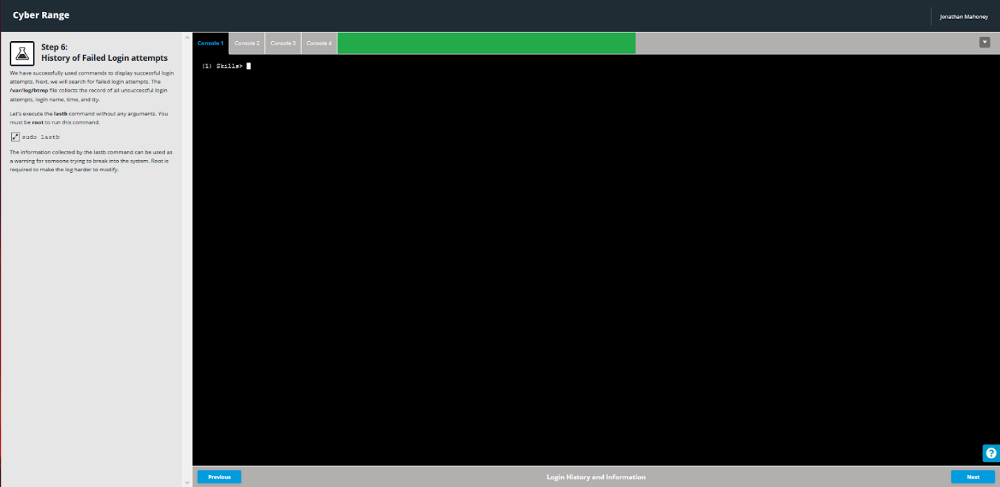 Cyber Range
Jonathan Mahoney
Step 6:
History of Failed Login attempts
We have successfully used commands to display successful login
attempts. Next, we will search for failed login attempts. The
/var/log/btmp file collects the record of all unsuccessful login
attempts, login name, time, and tty.
Let's execute the lastb command without any arguments. You
must be root to run this command.
sudo lastb
The information collected by the lastb command can be used as
a warning for someone trying to break into the system. Root is
required to make the log harder to modify.
Console 1
Console 2
Console 3
Console 4
(1) Skills>
?
Previous
Login History and Information
Next